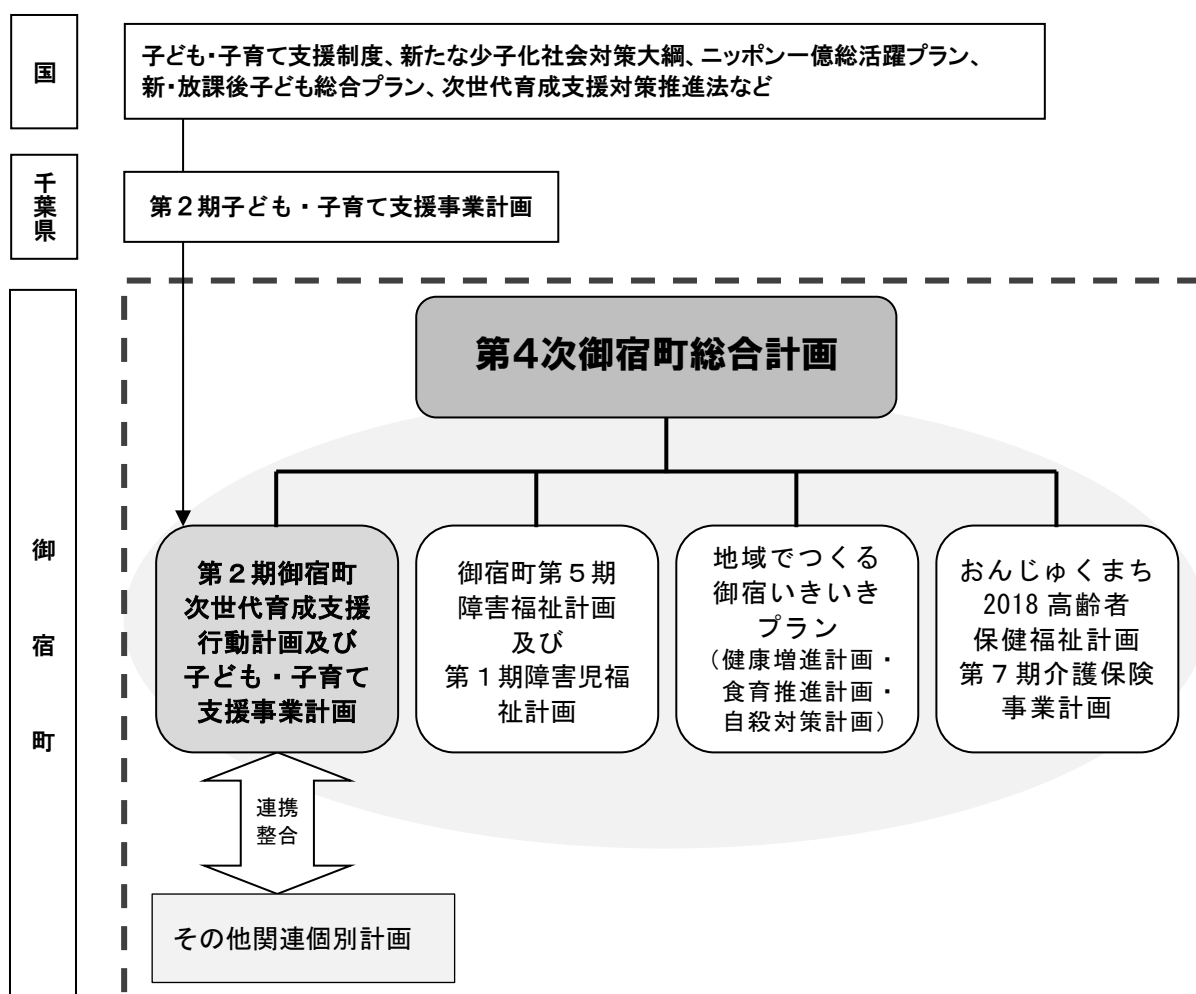 国
子ども・子育て支援制度、新たな少子化社会対策大綱、ニッポン一億総活躍プラン、
新・放課後子ども総合プラン、次世代育成支援対策推進法など
千葉県
第２期子ども・子育て支援事業計画
御宿町
第4次御宿町総合計画
第２期御宿町
次世代育成支援
行動計画及び
子ども・子育て
支援事業計画
御宿町第５期
障害福祉計画
及び
第１期障害児福
祉計画
地域でつくる
御宿いきいき
プラン
（健康増進計画・
食育推進計画・
自殺対策計画）
おんじゅくまち
2018 高齢者
保健福祉計画
第７期介護保険
事業計画
連携
整合
その他関連個別計画